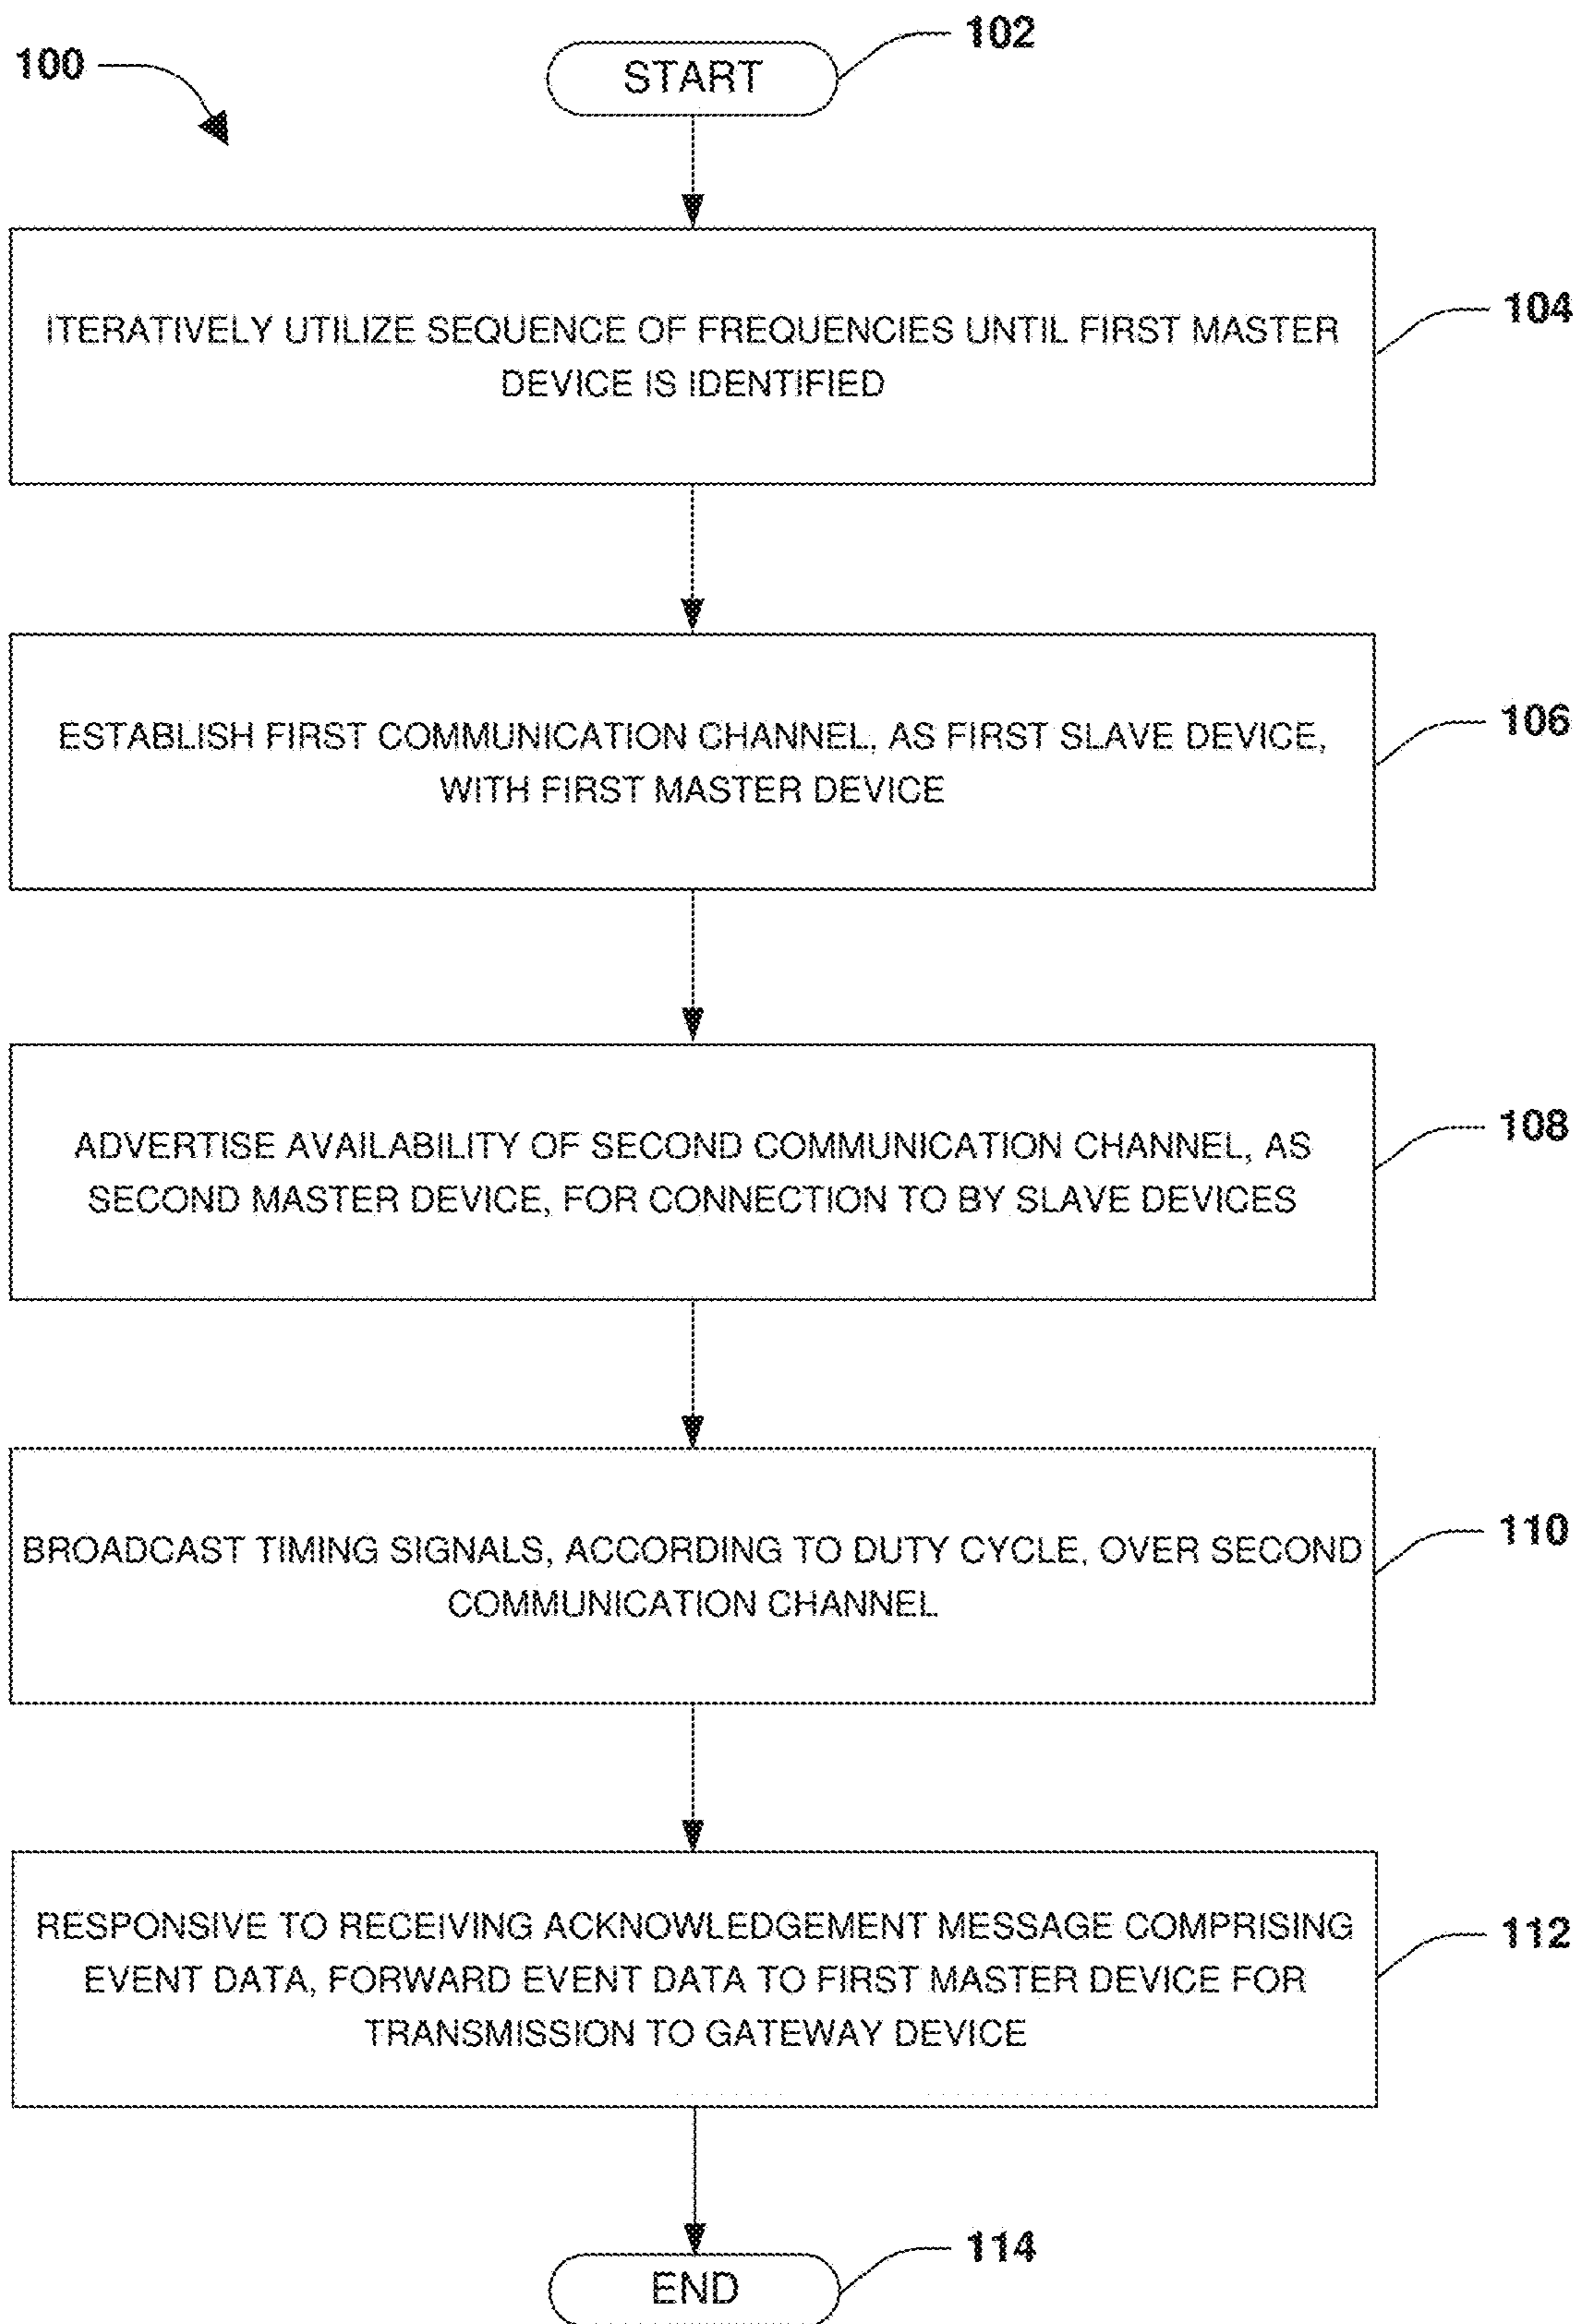 100
START
102
ITERATIVELY UTILIZE SEQUENCE OF FREQUENCIES UNTIL FIRST MASTER
DEVICE IS IDENTIFIED
104
ESTABLISH FIRST COMMUNICATION CHANNEL, AS FIRST SLAVE DEVICE,
WITH FIRST MASTER DEVICE
106
ADVERTISE AVAILABILITY OF SECOND COMMUNICATION CHANNEL, AS
SECOND MASTER DEVICE, FOR CONNECTION TO BY SLAVE DEVICES
108
BROADCAST TIMING SIGNALS, ACCORDING TO DUTY CYCLE, OVER SECOND
COMMUNICATION CHANNEL
110
RESPONSIVE TO RECEIVING ACKNOWLEDGEMENT MESSAGE COMPRISING
EVENT DATA, FORWARD EVENT DATA TO FIRST MASTER DEVICE FOR
TRANSMISSION TO GATEWAY DEVICE
112
END
114